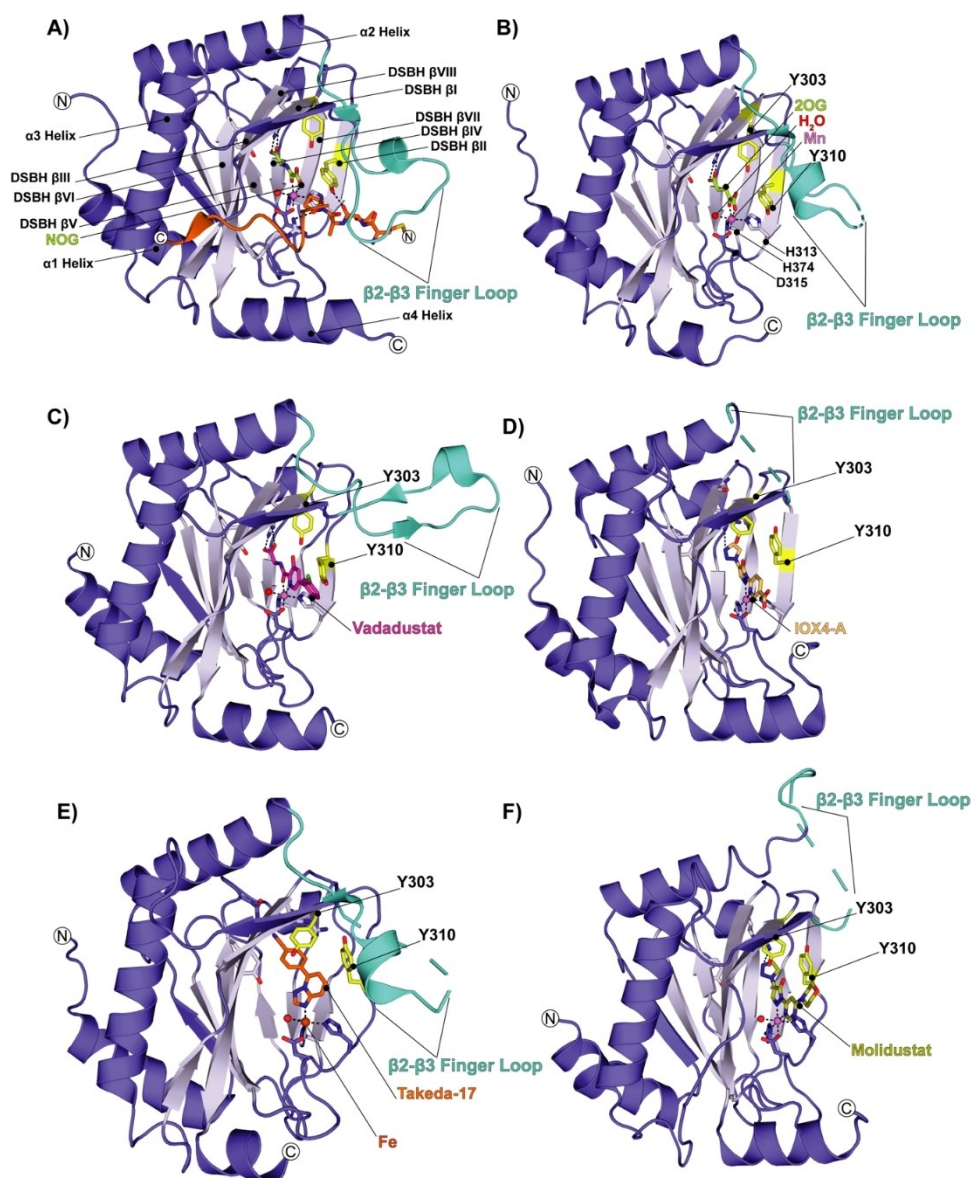 A)
α2 Helix
N
DSBH βVIII
DSBH βI
α3 Helix
DSBH βVII
DSBH βIV
DSBH βII
DSBH βIII
DSBH βVI
DSBH βV
NOG
C
N
α1 Helix
β2-β3 Finger Loop
α4 Helix
C
B)
N
Y303
2OG
H₂O
Mn
Y310
H313
H374
D315
β2-β3 Finger Loop
C
C)
Y303
N
Y310
β2-β3 Finger Loop
Vadadustat
C
D)
β2-β3 Finger Loop
N
Y303
Y310
IOX4-A
C
E)
Y303
N
Y310
β2-β3 Finger Loop
Takeda-17
Fe
C
F)
β2-β3 Finger Loop
Y303
Y310
N
Molidustat
C